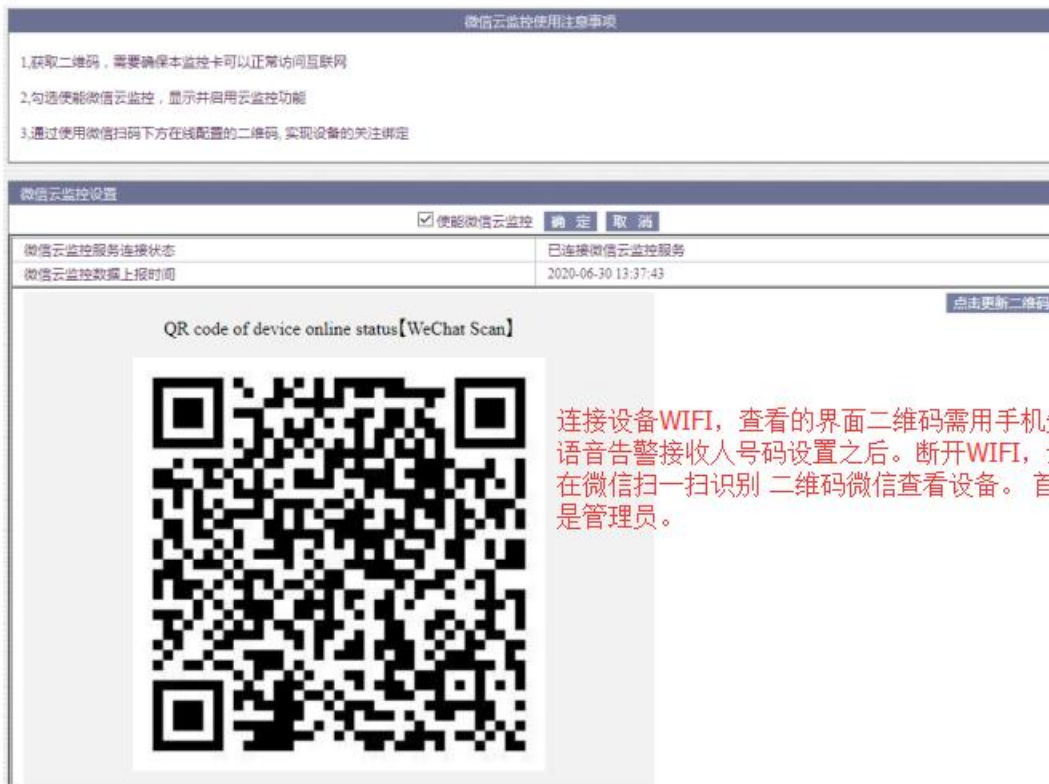 微信云监控使用注意事项
1,获取二维码，需要确保本监控卡可以正常访问互联网
2,勾选使能微信云监控，显示并启用云监控功能
3,通过使用微信扫码下方在线配置的二维码, 实现设备的关注绑定
微信云监控设置
使能微信云监控 确 定 取 消
微信云监控服务连接状态 已连接微信云监控服务
微信云监控数据上报时间 2020-06-30 13:37:43
点击更新二维码
QR code of device online status【WeChat Scan】
连接设备WIFI，查看的界面二维码需用手机
语音告警接收人号码设置之后。断开WIFI，
在微信扫一扫识别 二维码微信查看设备。 首
是管理员。